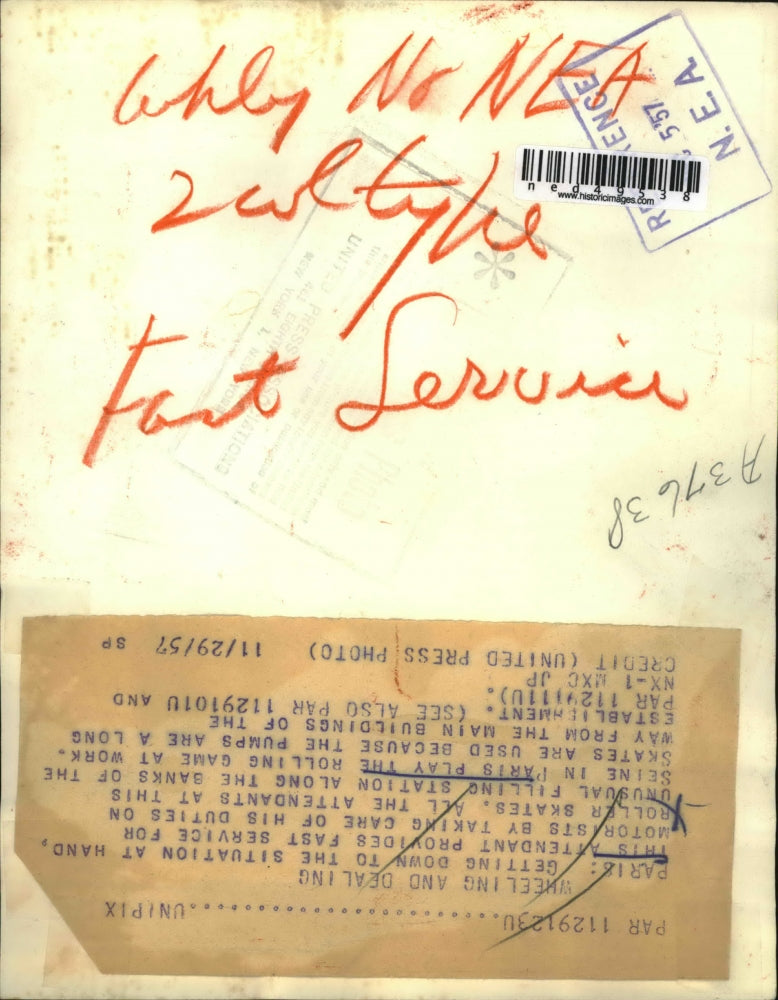 Wkly No NEA
2 col type
Fast Service
N. E. A.
ned49538
www.historicimages.com
UNITED PRESS ASSOCIATIONS
A37638
PAR 1129123U....................UNIPIX
WHEELING AND DEALING
PARIS: GETTING DOWN TO THE SITUATION AT HAND,
THIS ATTENDANT PROVIDES FAST SERVICE FOR
MOTORISTS BY TAKING CARE OF HIS DUTIES ON
ROLLER SKATES. ALL THE ATTENDANTS AT THIS
UNUSUAL FILLING STATION ALONG THE BANKS OF THE
SEINE IN PARIS PLAY THE ROLLING GAME AT WORK.
SKATES ARE USED BECAUSE THE PUMPS ARE A LONG
WAY FROM THE MAIN BUILDINGS OF THE
ESTABLISHMENT. (SEE ALSO PAR 1129101U AND
PAR 1129111U).
NX-1 MXC JP
CREDIT (UNITED PRESS PHOTO) 11/29/57 SP